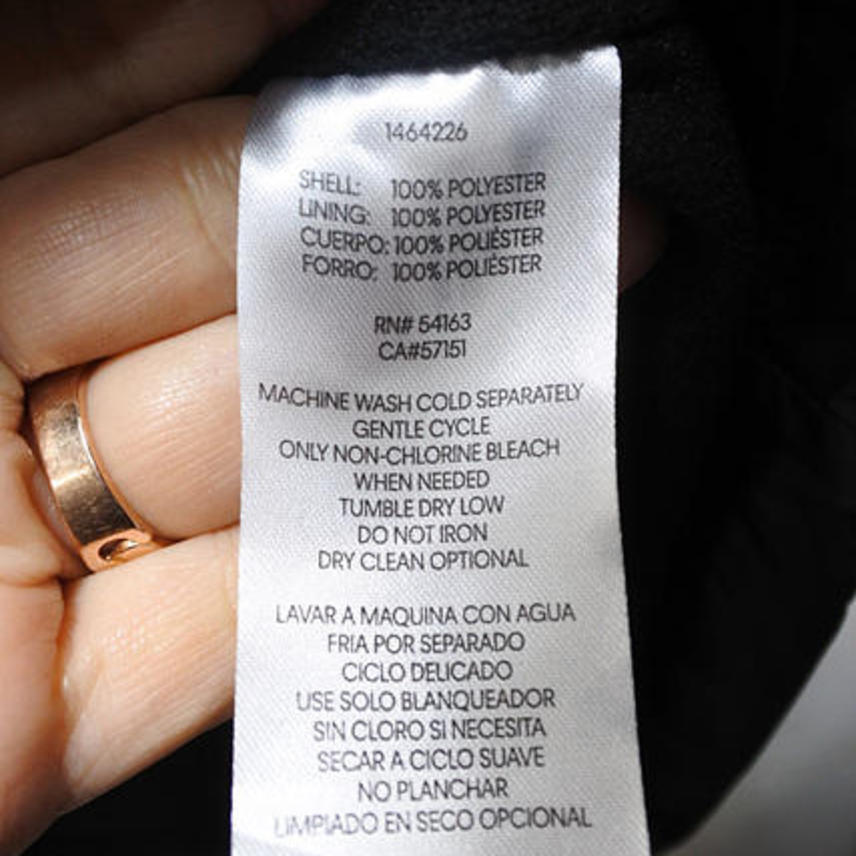 1464226
SHELL: 100% POLYESTER
LINING: 100% POLYESTER
CUERPO: 100% POLIÉSTER
FORRO: 100% POLIÉSTER
RN# 54163
CA#57151
MACHINE WASH COLD SEPARATELY
GENTLE CYCLE
ONLY NON-CHLORINE BLEACH
WHEN NEEDED
TUMBLE DRY LOW
DO NOT IRON
DRY CLEAN OPTIONAL
LAVAR A MAQUINA CON AGUA
FRIA POR SEPARADO
CICLO DELICADO
USE SOLO BLANQUEADOR
SIN CLORO SI NECESITA
SECAR A CICLO SUAVE
NO PLANCHAR
LIMPIADO EN SECO OPCIONAL